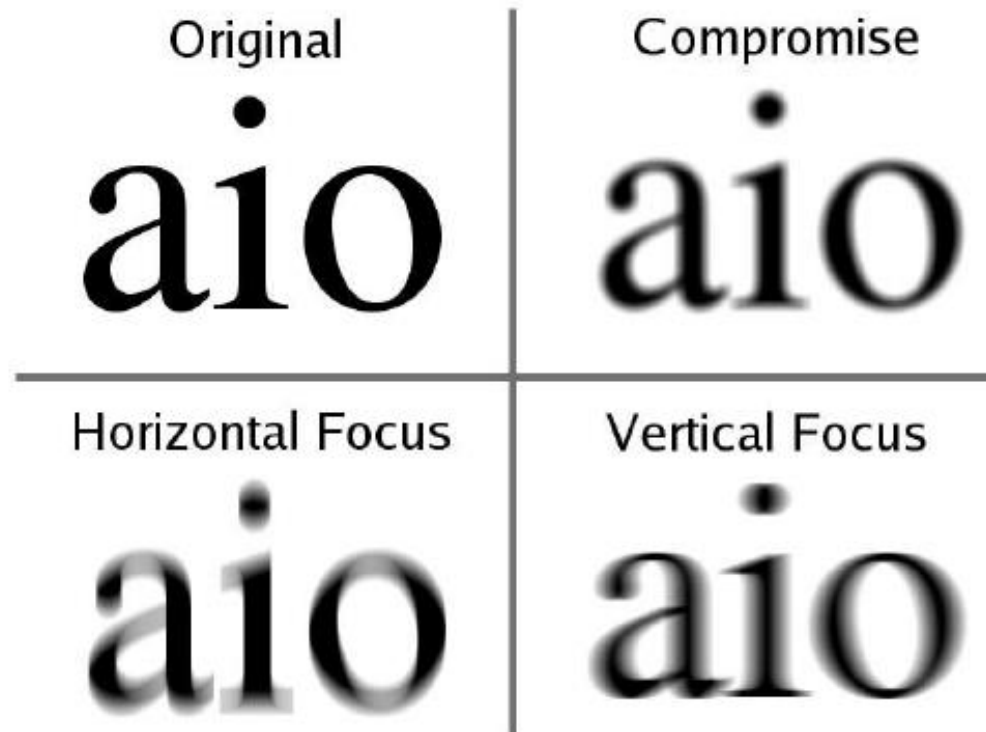 Original
aio
Compromise
aio
Horizontal Focus
aio
Vertical Focus
aio